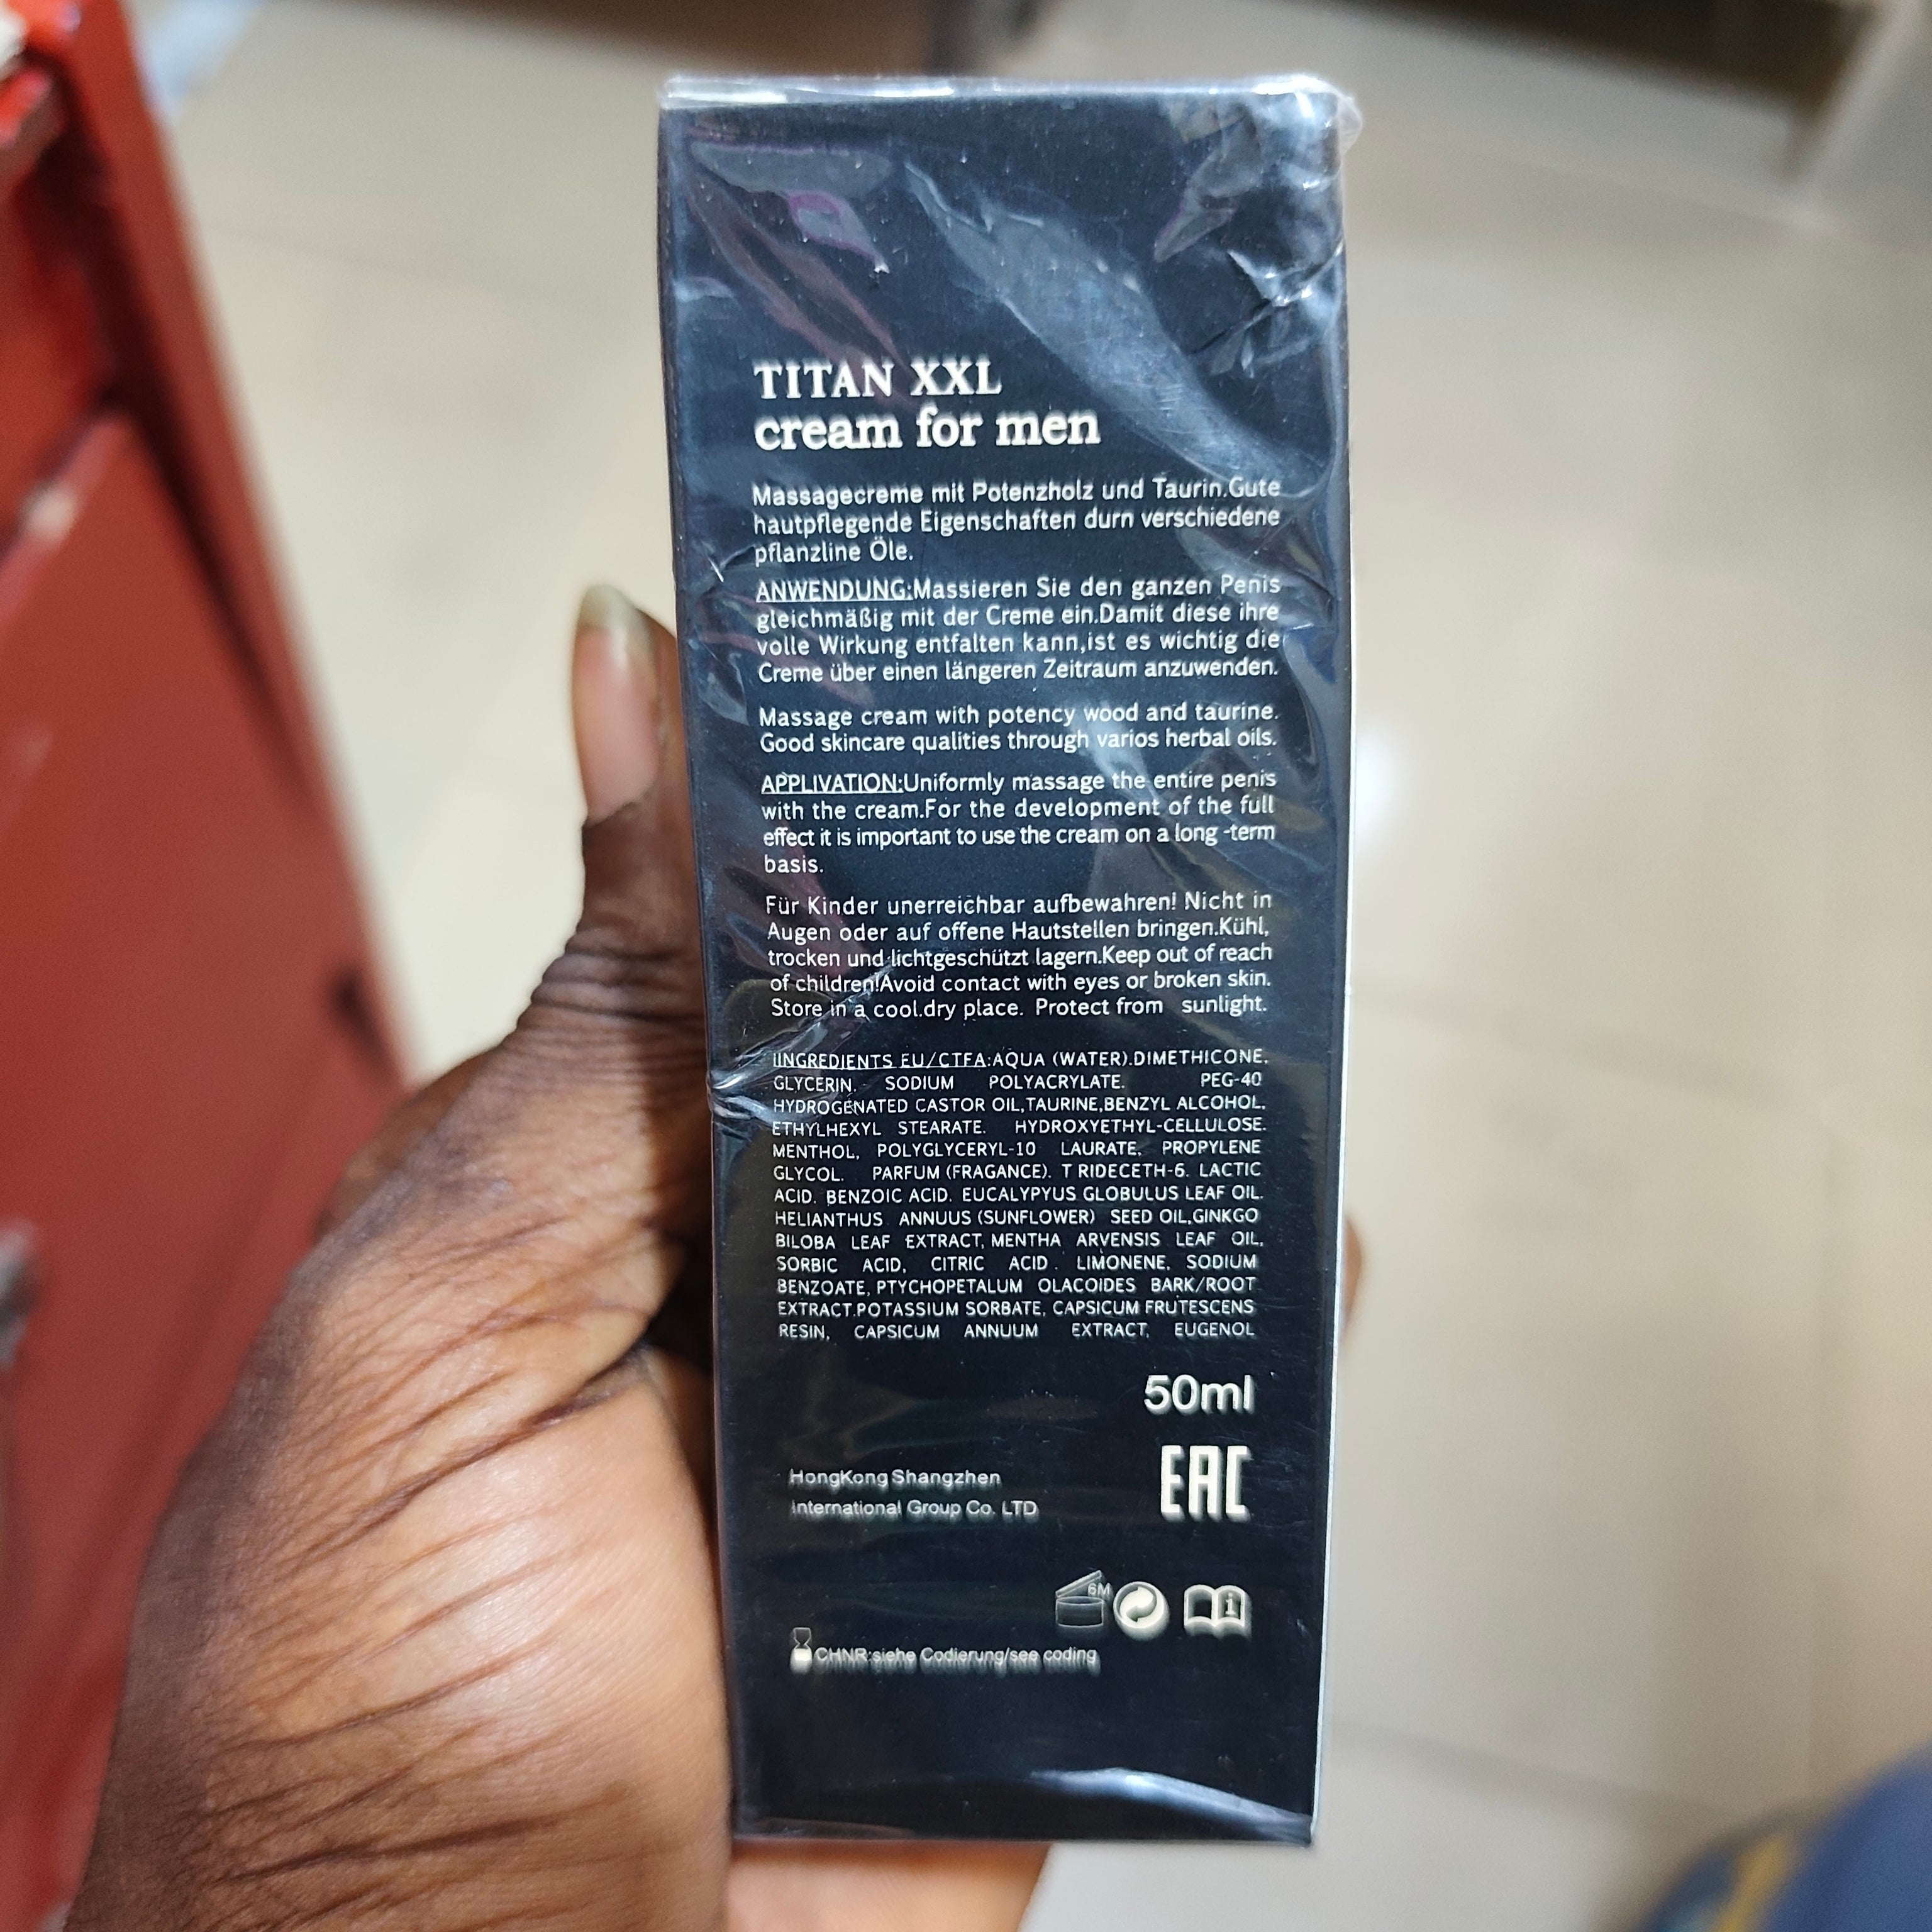 TITAN XXL
cream for men
Massagecreme mit Potenzholz und Taurin.Gute
hautpflegende Eigenschaften durn verschiedene
pflanzline Öle.
ANWENDUNG:Massieren Sie den ganzen Penis
gleichmäßig mit der Creme ein.Damit diese ihre
volle Wirkung entfalten kann,ist es wichtig die
Creme über einen längeren Zeitraum anzuwenden.
Massage cream with potency wood and taurine.
Good skincare qualities through varios herbal oils.
APPLIVATION:Uniformly massage the entire penis
with the cream.For the development of the full
effect it is important to use the cream on a long -term
basis.
Für Kinder unerreichbar aufbewahren! Nicht in
Augen oder auf offene Hautstellen bringen.Kühl,
trocken und lichtgeschützt lagern.Keep out of reach
of children!Avoid contact with eyes or broken skin.
Store in a cool.dry place. Protect from sunlight.
IINGREDIENTS EU/CTFA:AQUA (WATER).DIMETHICONE.
GLYCERIN. SODIUM POLYACRYLATE. PEG-40
HYDROGENATED CASTOR OIL,TAURINE,BENZYL ALCOHOL,
ETHYLHEXYL STEARATE. HYDROXYETHYL-CELLULOSE.
MENTHOL, POLYGLYCERYL-10 LAURATE, PROPYLENE
GLYCOL. PARFUM (FRAGANCE). T RIDECETH-6. LACTIC
ACID. BENZOIC ACID. EUCALYPYUS GLOBULUS LEAF OIL.
HELIANTHUS ANNUUS (SUNFLOWER) SEED OIL,GINKGO
BILOBA LEAF EXTRACT, MENTHA ARVENSIS LEAF OIL,
SORBIC ACID, CITRIC ACID . LIMONENE, SODIUM
BENZOATE, PTYCHOPETALUM OLACOIDES BARK/ROOT
EXTRACT.POTASSIUM SORBATE, CAPSICUM FRUTESCENS
RESIN, CAPSICUM ANNUUM EXTRACT, EUGENOL
50ml
EAC
HongKong Shangzhen
International Group Co. LTD
6M
i
CHNR:siehe Codierung/see coding